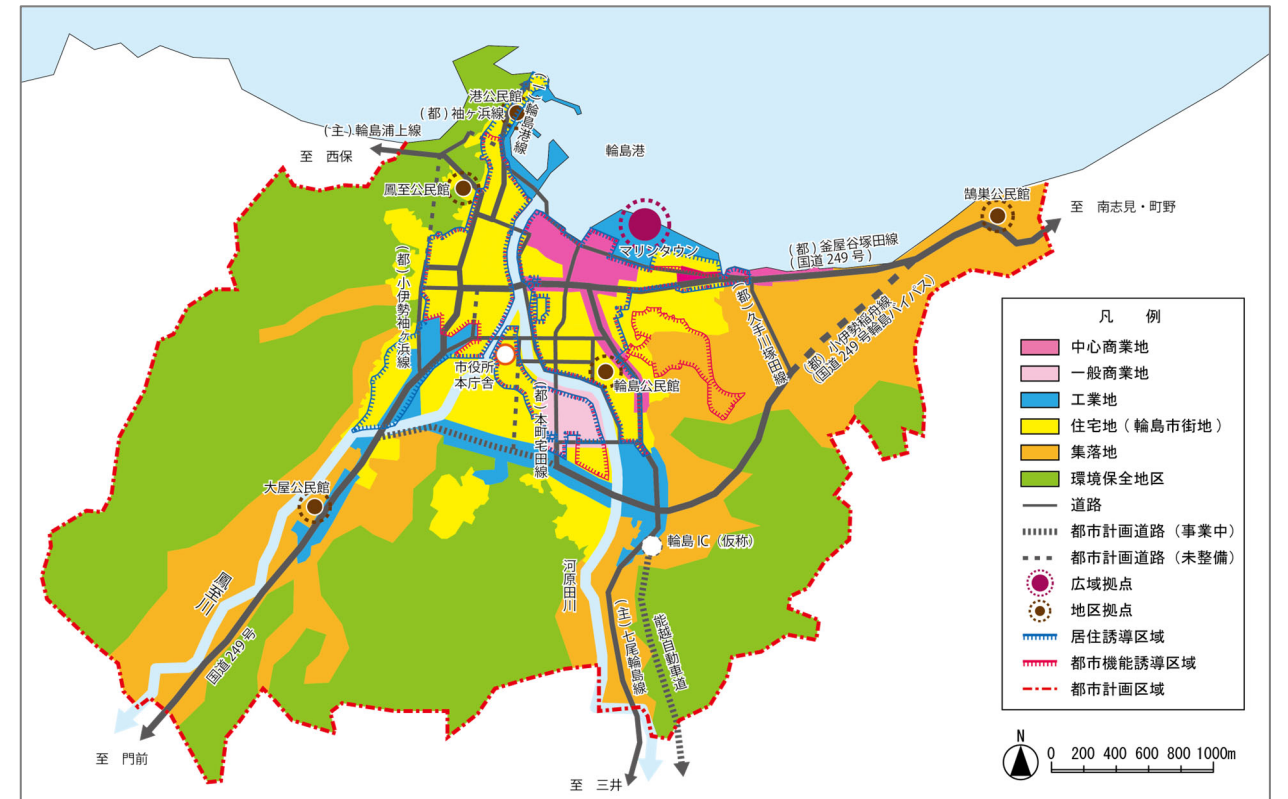 港公民館
(都)袖ヶ浜線
(一)輪島港線
(主)輪島浦上線
至 西保
輪島港
鳳至公民館
鵠巣公民館
至 南志見・町野
マリンタウン
(都)釜屋谷塚田線
(国道249号)
(都)小伊勢袖ヶ浜線
(都)久手川塚田線
(都)小伊勢稲舟線
(国道249号輪島バイパス)
市役所
本庁舎
輪島公民館
(都)本町宅田線
大屋公民館
輪島IC(仮称)
河原田川
鳳至川
国道249号
(主)七尾輪島線
能越自動車道
至 門前
至 三井
凡 例
中心商業地
一般商業地
工業地
住宅地(輪島市街地)
集落地
環境保全地区
道路
都市計画道路(事業中)
都市計画道路(未整備)
広域拠点
地区拠点
居住誘導区域
都市機能誘導区域
都市計画区域
N
0 200 400 600 800 1000m